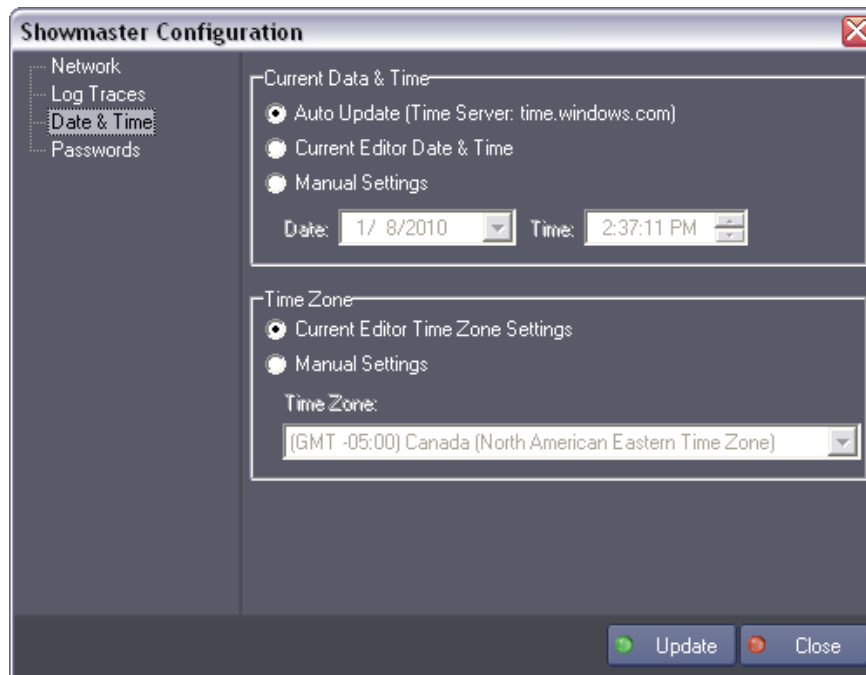 Showmaster Configuration
Network
Log Traces
Date & Time
Passwords
Current Data & Time
Auto Update (Time Server: time.windows.com)
Current Editor Date & Time
Manual Settings
Date: 1/ 8/2010 Time: 2:37:11 PM
Time Zone
Current Editor Time Zone Settings
Manual Settings
Time Zone:
(GMT -05:00) Canada (North American Eastern Time Zone)
Update Close